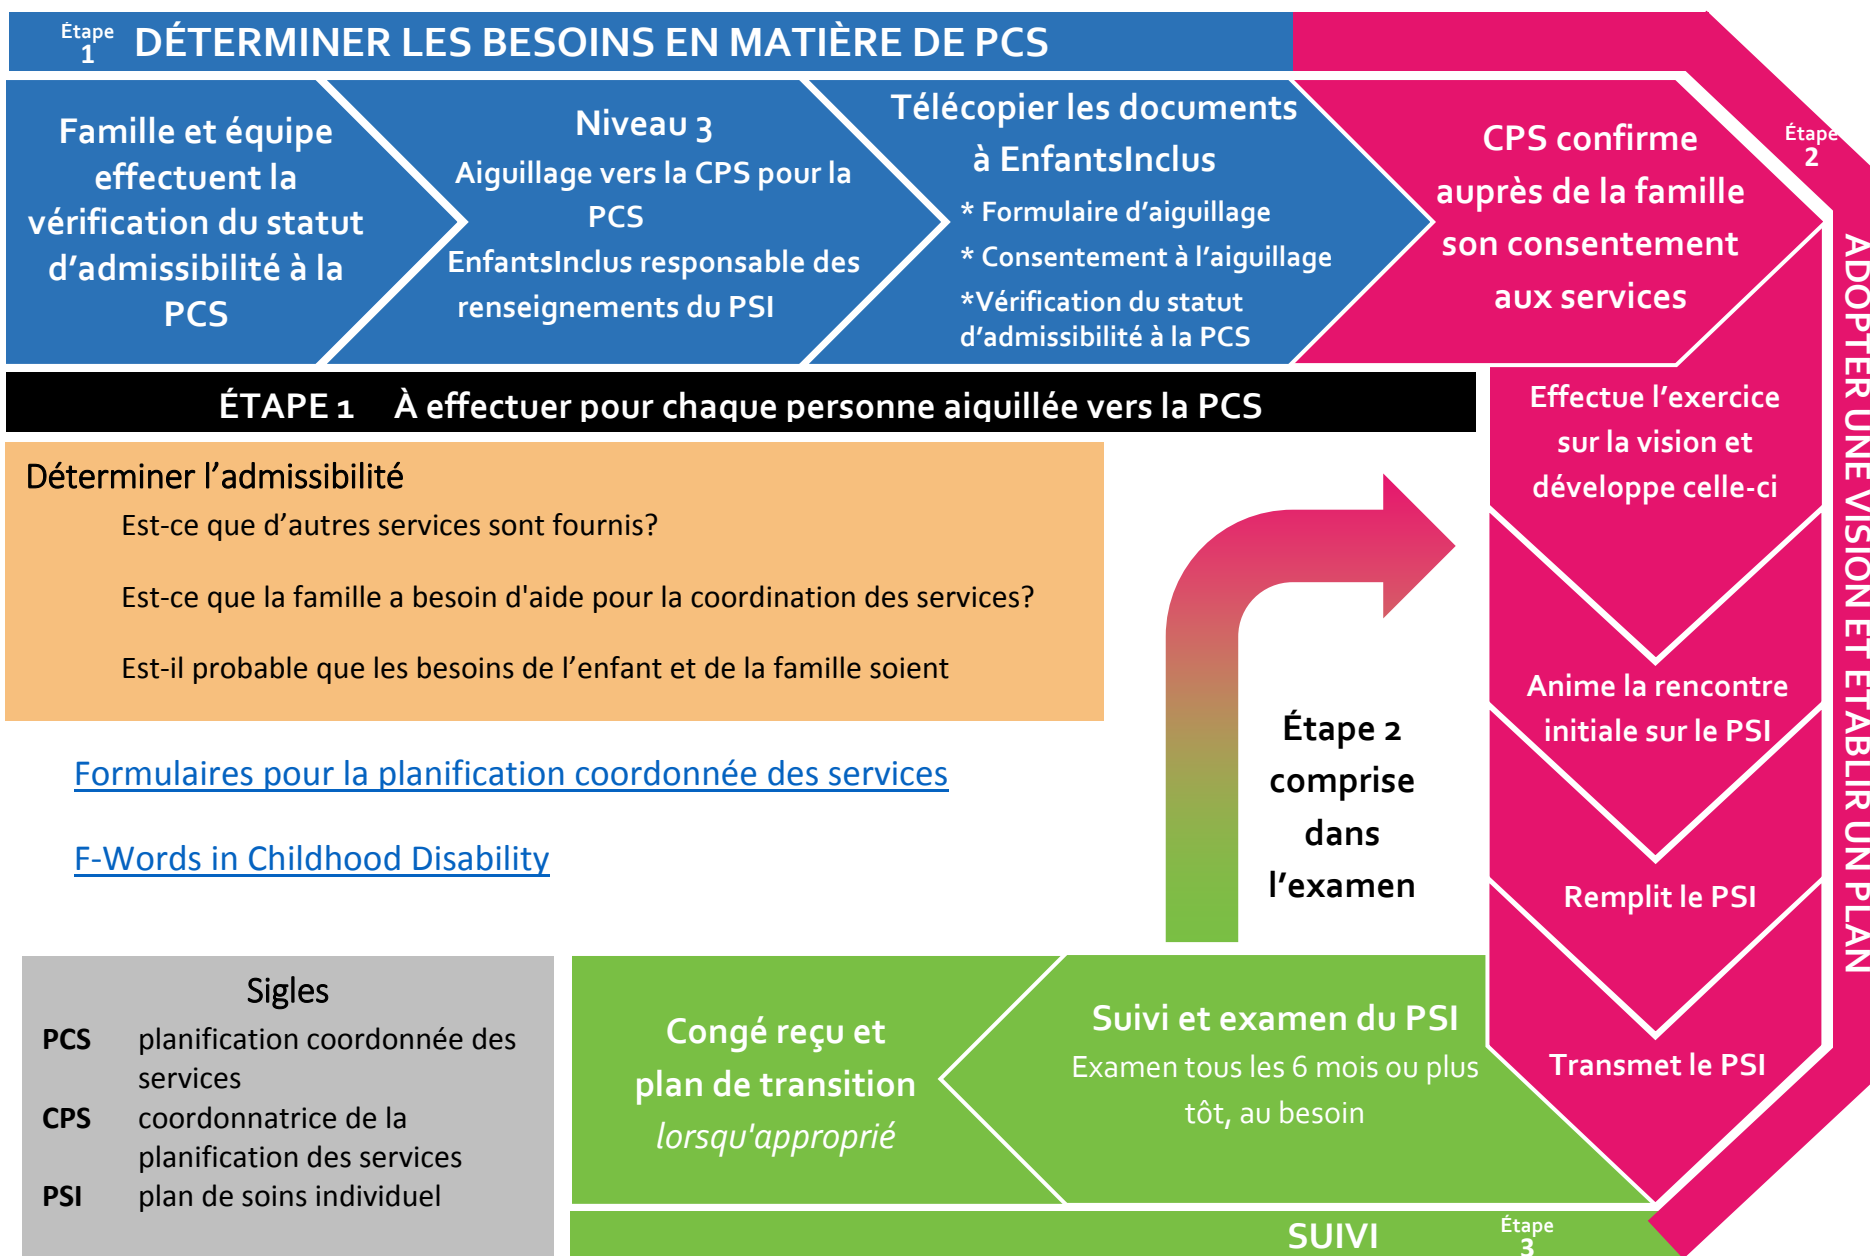 Étape
1
DÉTERMINER LES BESOINS EN MATIÈRE DE PCS
Famille et équipe
effectuent la
vérification du statut
d'admissibilité à la
PCS
Niveau 3
Aiguillage vers la CPS pour la
PCS
EnfantsInclus responsable des
renseignements du PSI
Télécopier les documents
à EnfantsInclus
* Formulaire d'aiguillage
* Consentement à l'aiguillage
*Vérification du statut
d'admissibilité à la PCS
CPS confirme
auprès de la famille
son consentement
aux services
Étape
2
ADOPTER UNE VISION ET ÉTABLIR UN PLAN
ÉTAPE 1 À effectuer pour chaque personne aiguillée vers la PCS
Déterminer l'admissibilité
Est-ce que d'autres services sont fournis?
Est-ce que la famille a besoin d'aide pour la coordination des services?
Est-il probable que les besoins de l'enfant et de la famille soient
Formulaires pour la planification coordonnée des services
F-Words in Childhood Disability
Étape 2
comprise
dans
l'examen
Effectue l'exercice
sur la vision et
développe celle-ci
Anime la rencontre
initiale sur le PSI
Remplit le PSI
Transmet le PSI
Sigles
PCS planification coordonnée des
services
CPS coordonnatrice de la
planification des services
PSI plan de soins individuel
Congé reçu et
plan de transition
lorsqu'approprié
Suivi et examen du PSI
Examen tous les 6 mois ou plus
tôt, au besoin
SUIVI
Étape
3